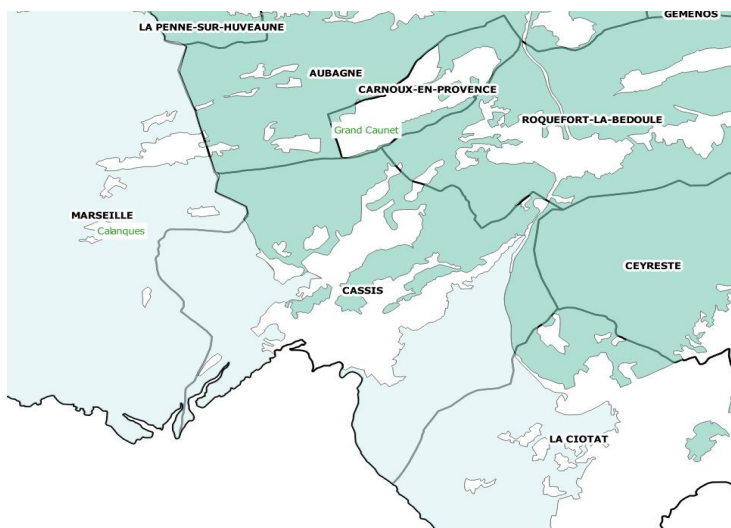 GEMENOS
LA PENNE-SUR-HUVEAUNE
AUBAGNE
CARNOUX-EN-PROVENCE
ROQUEFORT-LA-BEDOULE
Grand Caunet
MARSEILLE
Calanques
CEYRESTE
CASSIS
LA CIOTAT